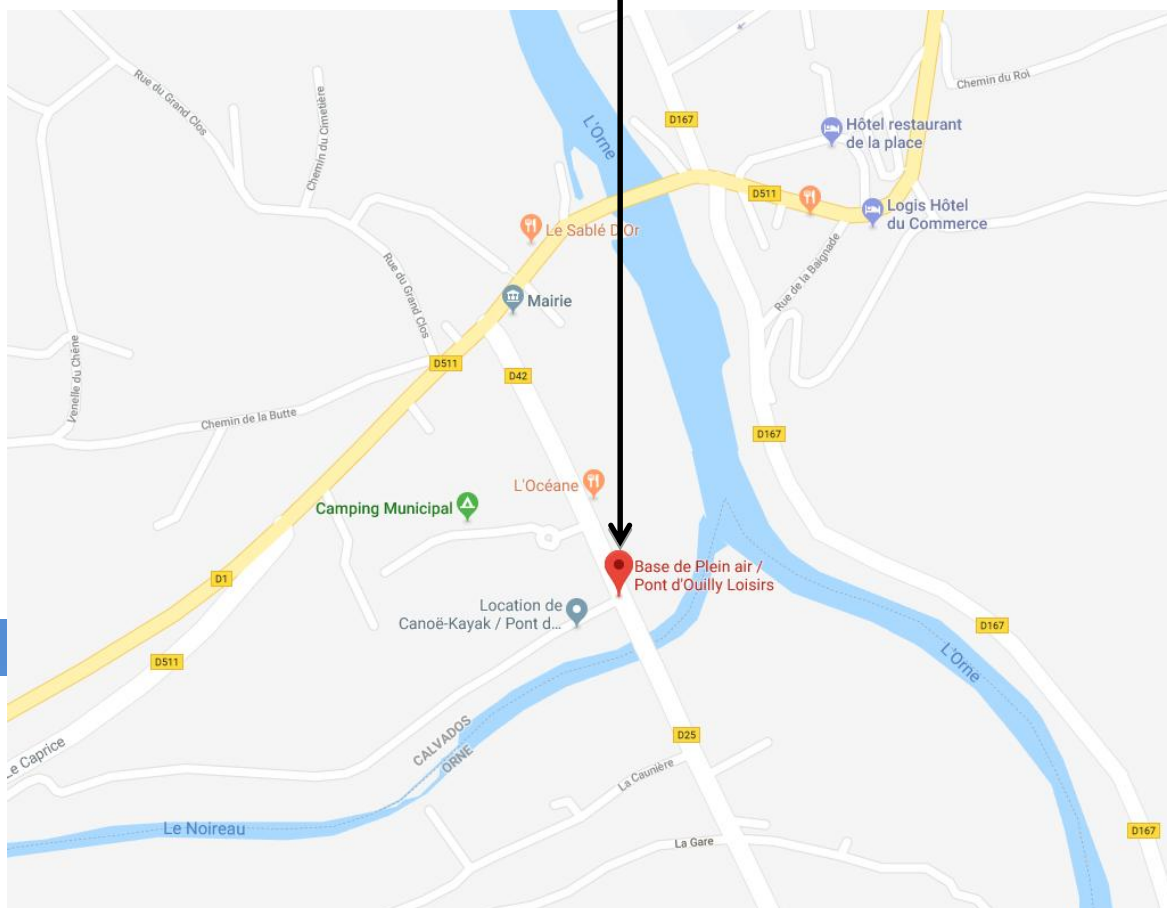 Chemin du Roi
Rue du Grand Clos
Chemin du Cimetière
L'Orne
D167
Hôtel restaurant
de la place
D511
Logis Hôtel
du Commerce
Le Sablé D'Or
Rue du Grand Clos
Rue de la Baignade
Mairie
Venelle du Chêne
D511
D42
Chemin de la Butte
D167
L'Océane
Camping Municipal
Base de Plein air /
Pont d'Ouilly Loisirs
D1
Location de
Canoë-Kayak / Pont d...
D167
D511
L'Orne
CALVADOS
ORNE
D25
Le Caprice
La Caunière
Le Noireau
La Gare
D167